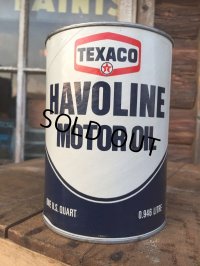 PAINTS
TEXACO
T
HAVOLINE
SOLD OUT
MOTOR OIL
ONE U.S. QUART
0.946 LITRE